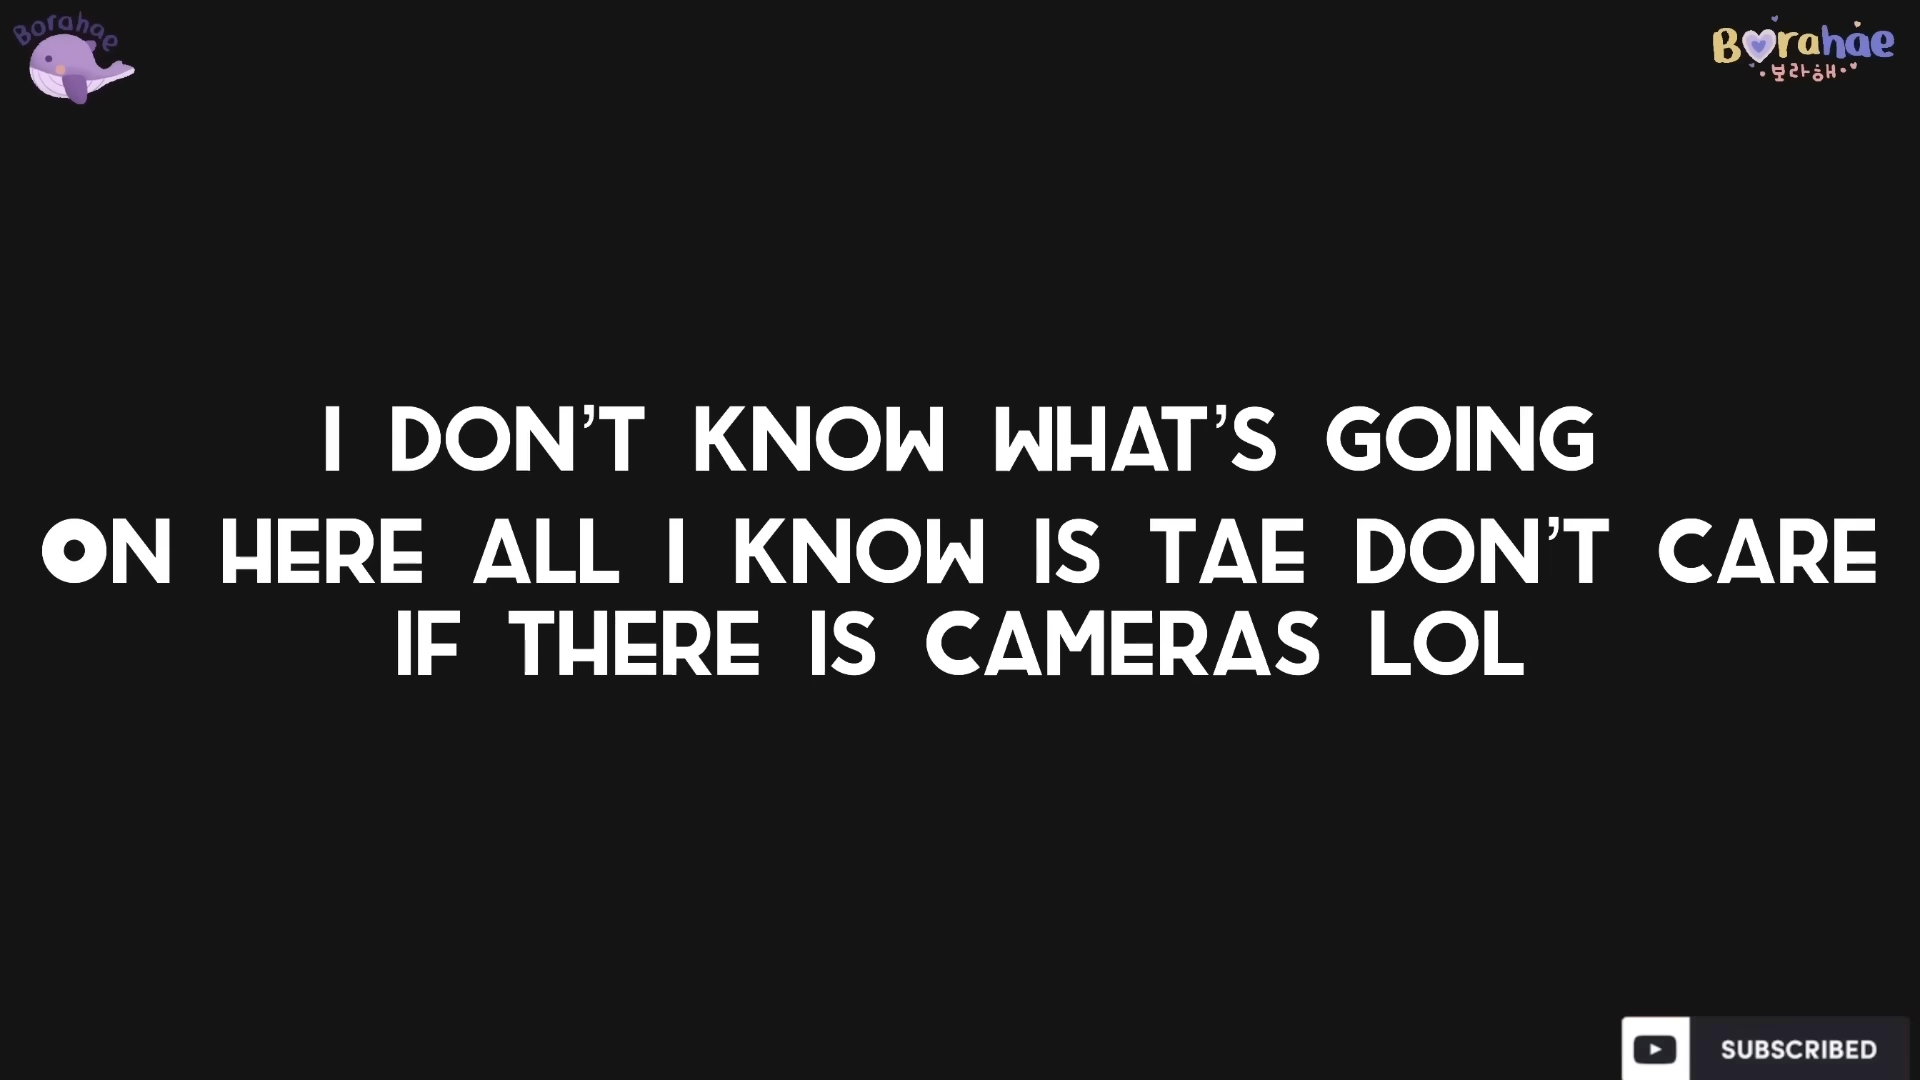 Borahae
Borahae
보라해
I DON'T KNOW WHAT'S GOING
ON HERE ALL I KNOW IS TAE DON'T CARE
IF THERE IS CAMERAS LOL
SUBSCRIBED